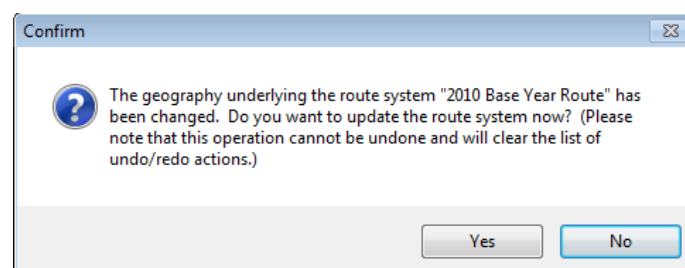 Confirm
The geography underlying the route system "2010 Base Year Route" has
been changed.  Do you want to update the route system now?  (Please
note that this operation cannot be undone and will clear the list of
undo/redo actions.)
Yes
No